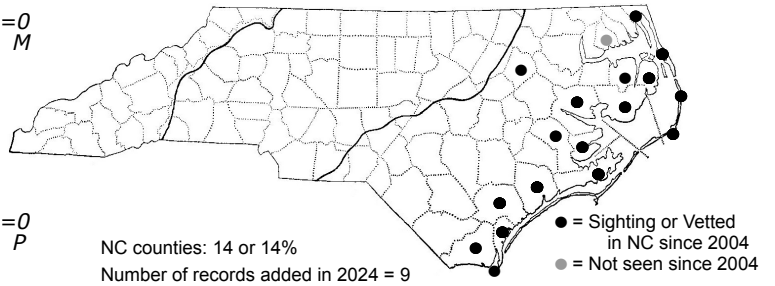 =0
M
=0
P
NC counties: 14 or 14%
Number of records added in 2024 = 9
● = Sighting or Vetted
in NC since 2004
● = Not seen since 2004